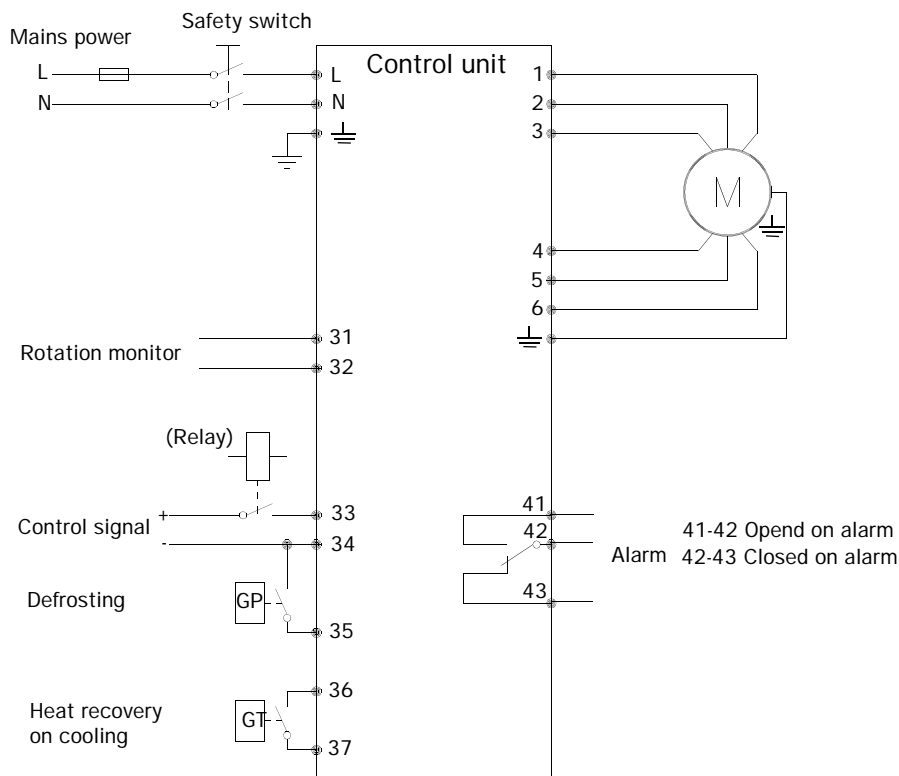 Safety switch
Mains power
Control unit
L
L
1
N
N
2
3
M
4
5
6
Rotation monitor
31
32
(Relay)
Control signal
+
33
-
34
Defrosting
GP
35
36
Heat recovery
on cooling
GT
37
41
42
43
Alarm
41-42 Opend on alarm
42-43 Closed on alarm